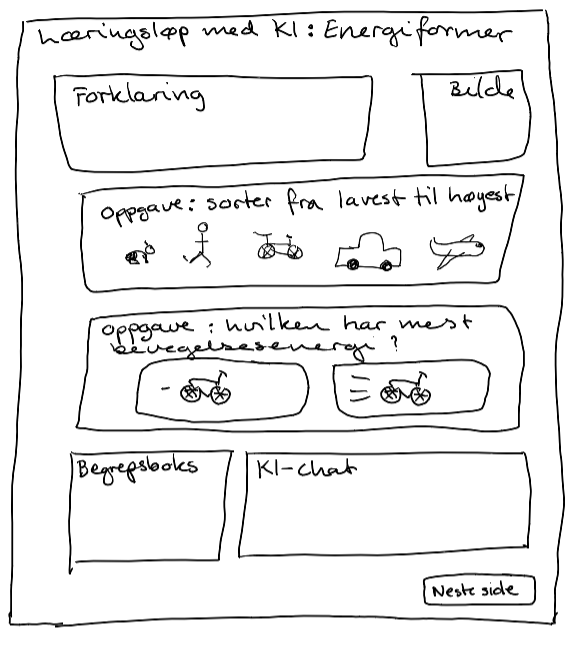 Læringsløp med KI: Energiformer
Forklaring
Bilde
Oppgave: sorter fra lavest til høyest
Oppgave: hvilken har mest
bevegelsesenergi?
Begrepsboks
KI-chat
Neste side